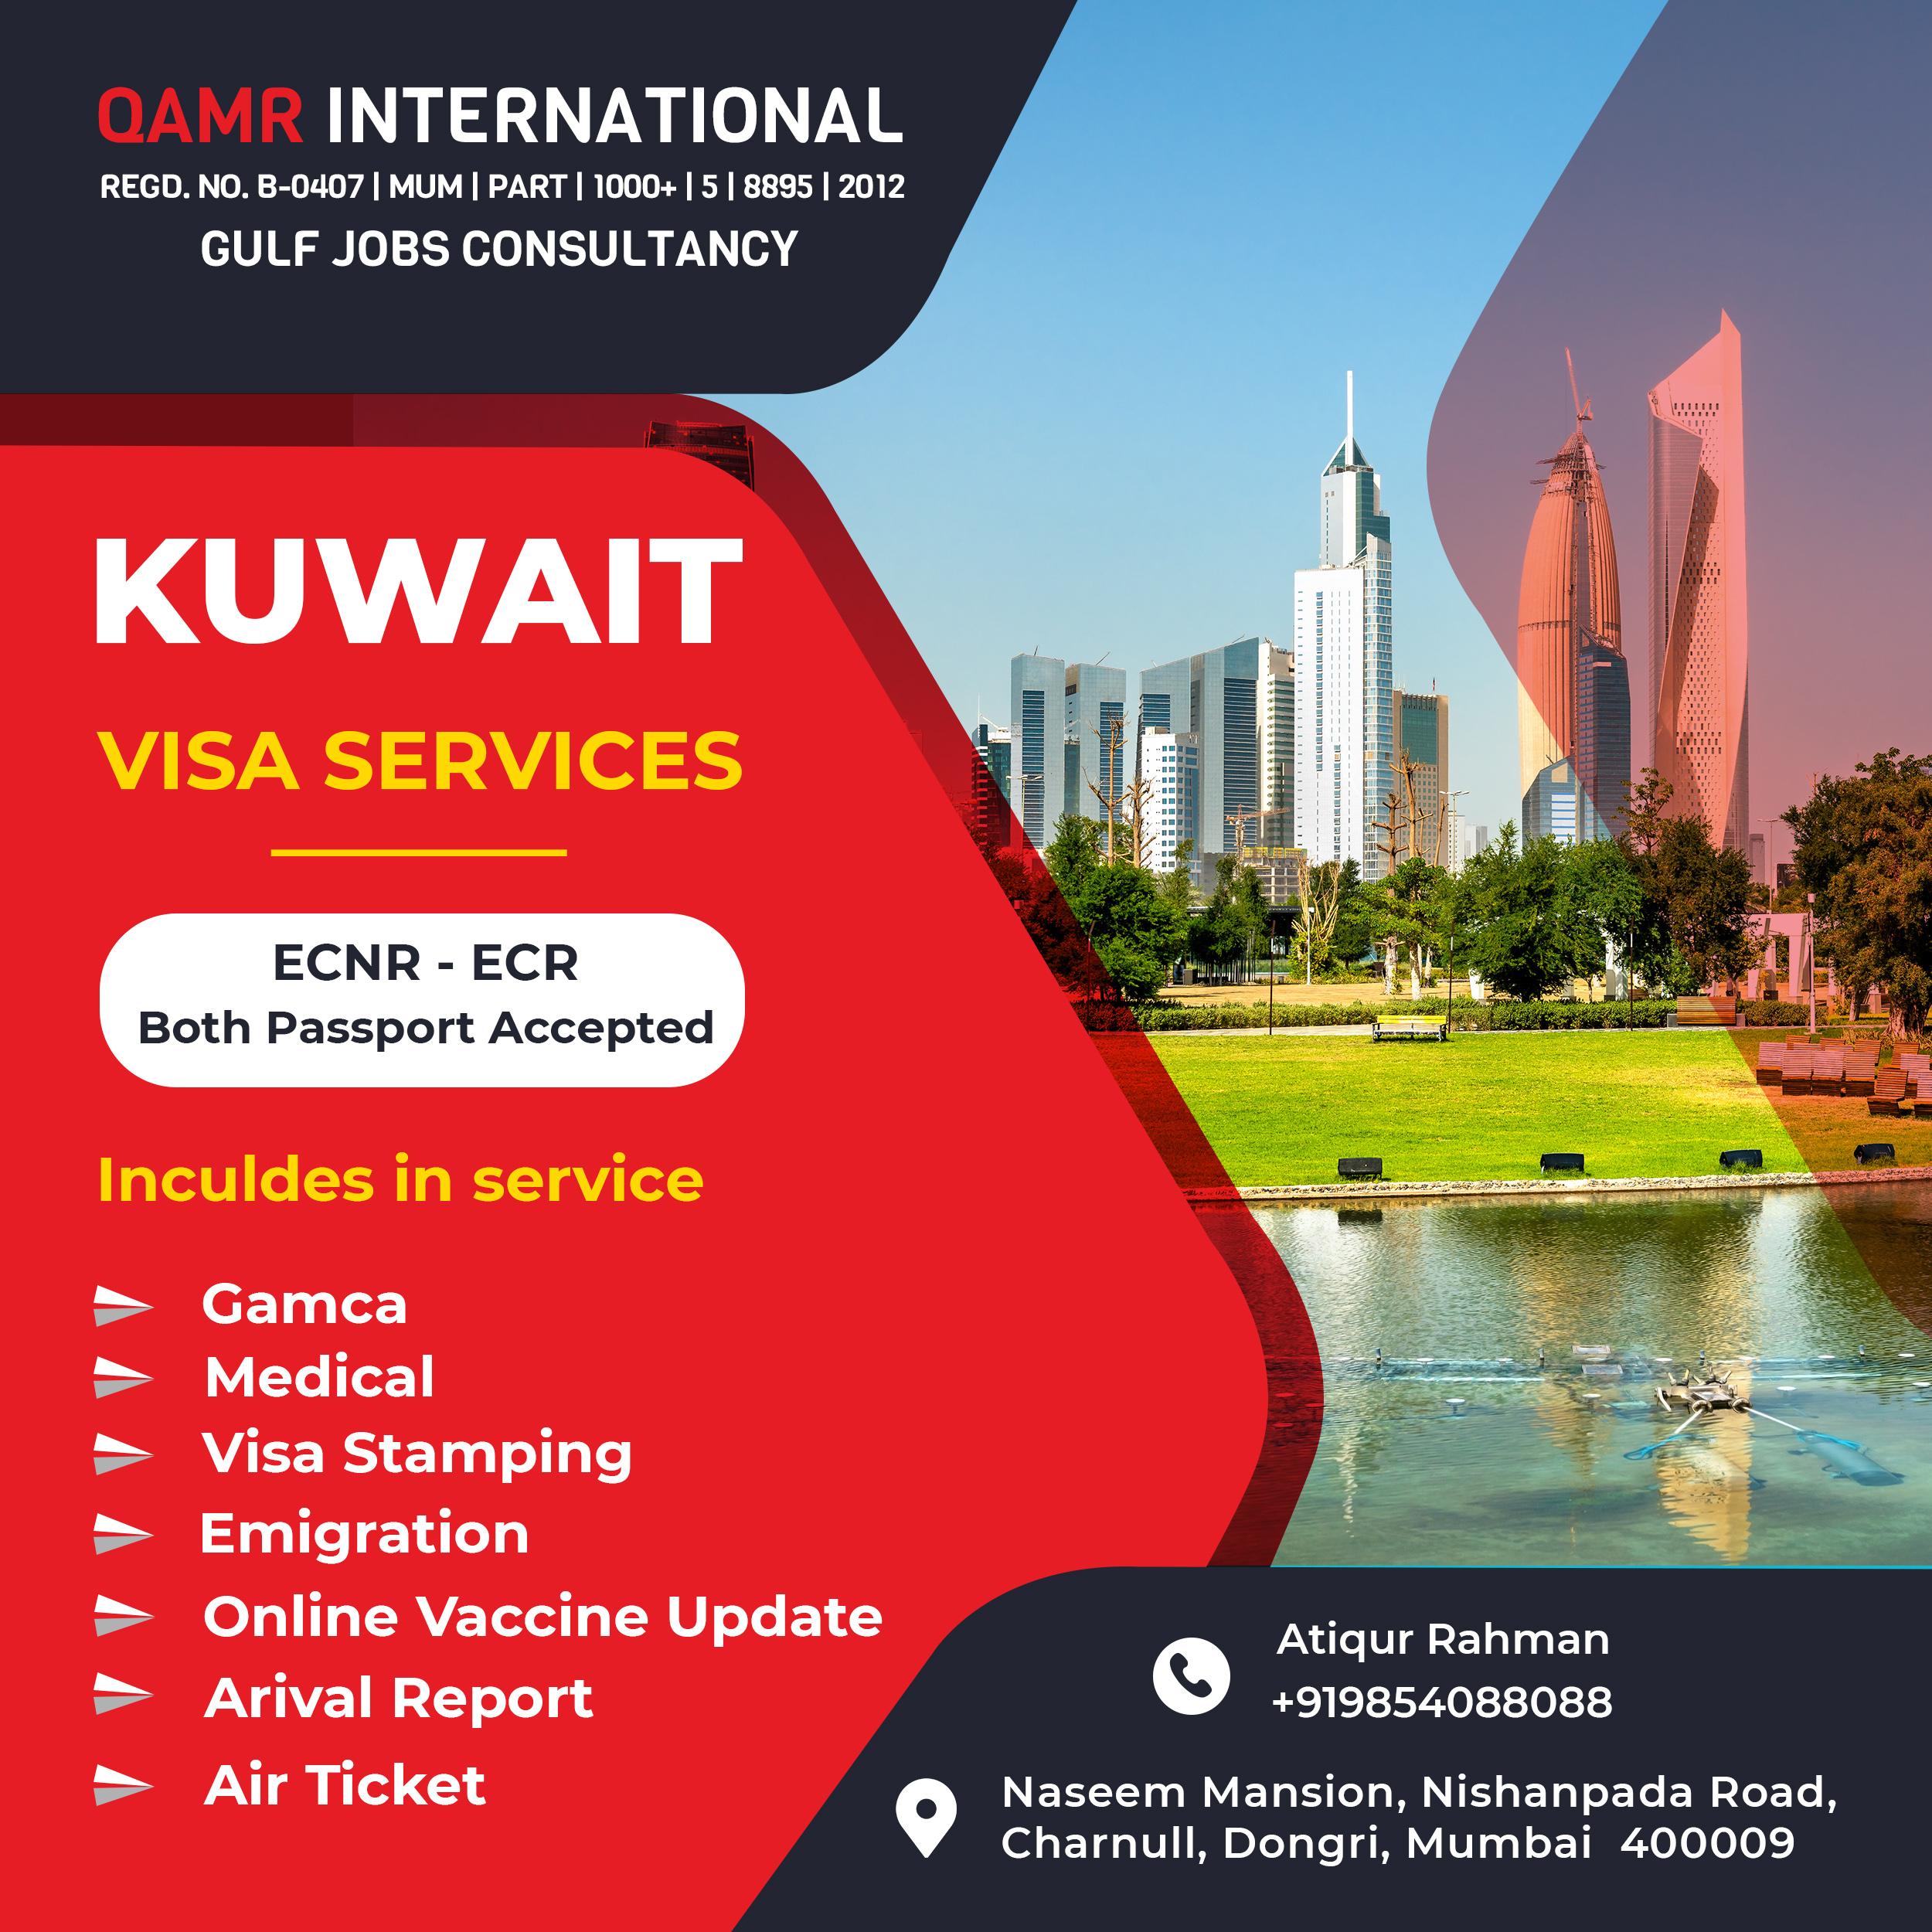 QAMR INTERNATIONAL
REGD. NO. B-0407 | MUM | PART | 1000+ | 5 | 8895 | 2012
GULF JOBS CONSULTANCY
KUWAIT
VISA SERVICES
ECNR - ECR
Both Passport Accepted
Inculdes in service
Gamca
Medical
Visa Stamping
Emigration
Online Vaccine Update
Arival Report
Air Ticket
Atiqur Rahman
+919854088088
Naseem Mansion, Nishanpada Road,
Charnull, Dongri, Mumbai 400009